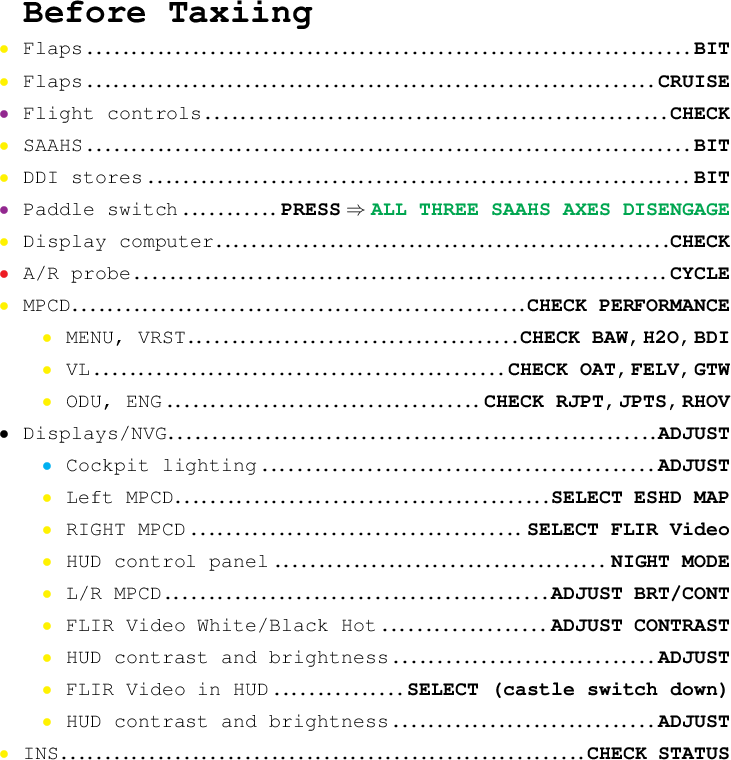 Before Taxiing
• Flaps BIT
• Flaps CRUISE
• Flight controls CHECK
• SAAHS BIT
• DDI stores BIT
• Paddle switch PRESS ⇒ ALL THREE SAAHS AXES DISENGAGE
• Display computer CHECK
• A/R probe CYCLE
• MPCD CHECK PERFORMANCE
• MENU, VRST CHECK BAW, H2O, BDI
• VL CHECK OAT, FELV, GTW
• ODU, ENG CHECK RJPT, JPTS, RHOV
• Displays/NVG ADJUST
• Cockpit lighting ADJUST
• Left MPCD SELECT ESHD MAP
• RIGHT MPCD SELECT FLIR Video
• HUD control panel NIGHT MODE
• L/R MPCD ADJUST BRT/CONT
• FLIR Video White/Black Hot ADJUST CONTRAST
• HUD contrast and brightness ADJUST
• FLIR Video in HUD SELECT (castle switch down)
• HUD contrast and brightness ADJUST
• INS CHECK STATUS